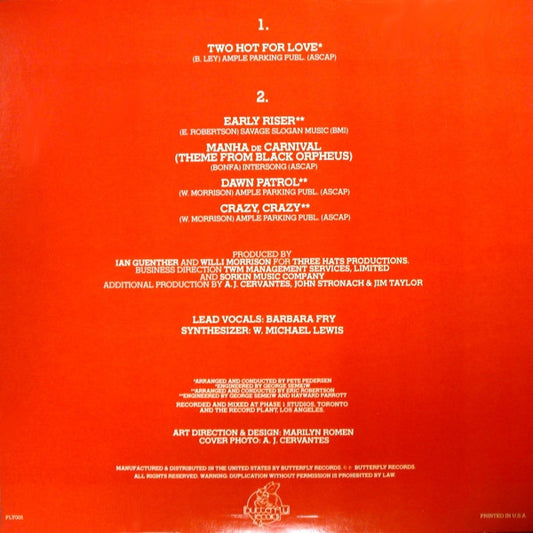 1.
TWO HOT FOR LOVE*
(B. LEY) AMPLE PARKING PUBL. (ASCAP)
2.
EARLY RISER**
(E. ROBERTSON) SAVAGE SLOGAN MUSIC (BMI)
MANHA DE CARNIVAL
(THEME FROM BLACK ORPHEUS)
(BONFA) INTERSONG (ASCAP)
DAWN PATROL**
(W. MORRISON) AMPLE PARKING PUBL. (ASCAP)
CRAZY, CRAZY**
(W. MORRISON) AMPLE PARKING PUBL. (ASCAP)
PRODUCED BY
IAN GUENTHER AND WILLI MORRISON FOR THREE HATS PRODUCTIONS.
BUSINESS DIRECTION TWM MANAGEMENT SERVICES, LIMITED
AND SORKIN MUSIC COMPANY
ADDITIONAL PRODUCTION BY A. J. CERVANTES, JOHN STRONACH & JIM TAYLOR
LEAD VOCALS: BARBARA FRY
SYNTHESIZER: W. MICHAEL LEWIS
*ARRANGED AND CONDUCTED BY PETE PEDERSEN
*ENGINEERED BY GEORGE SEMKIW
**ARRANGED AND CONDUCTED BY ERIC ROBERTSON
**ENGINEERED BY GEORGE SEMKIW AND HAYWARD PARROTT
RECORDED AND MIXED AT PHASE 1 STUDIOS, TORONTO
AND THE RECORD PLANT, LOS ANGELES.
ART DIRECTION & DESIGN: MARILYN ROMEN
COVER PHOTO: A. J. CERVANTES
MANUFACTURED & DISTRIBUTED IN THE UNITED STATES BY BUTTERFLY RECORDS. © ℗ BUTTERFLY RECORDS.
ALL RIGHTS RESERVED. WARNING: DUPLICATION WITHOUT PERMISSION IS PROHIBITED BY LAW.
Butterfly
Records
PRINTED IN U.S.A.